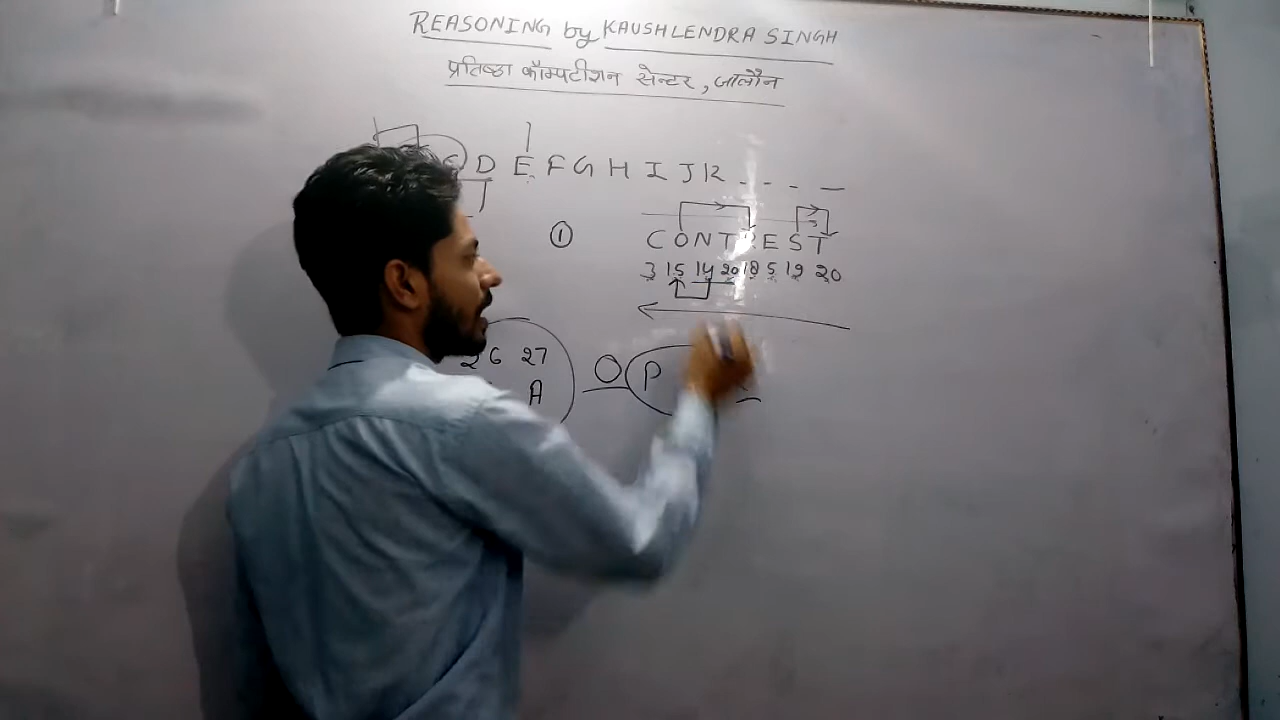 REASONING by KAUSHLENDRA SINGH
प्रतिष्ठा कॉम्पटीशन सेन्टर, जालौन
C D E F G H I J K - - - -
① CONTREST
3 15 14 20 18 5 19 20
26 27
A
O P